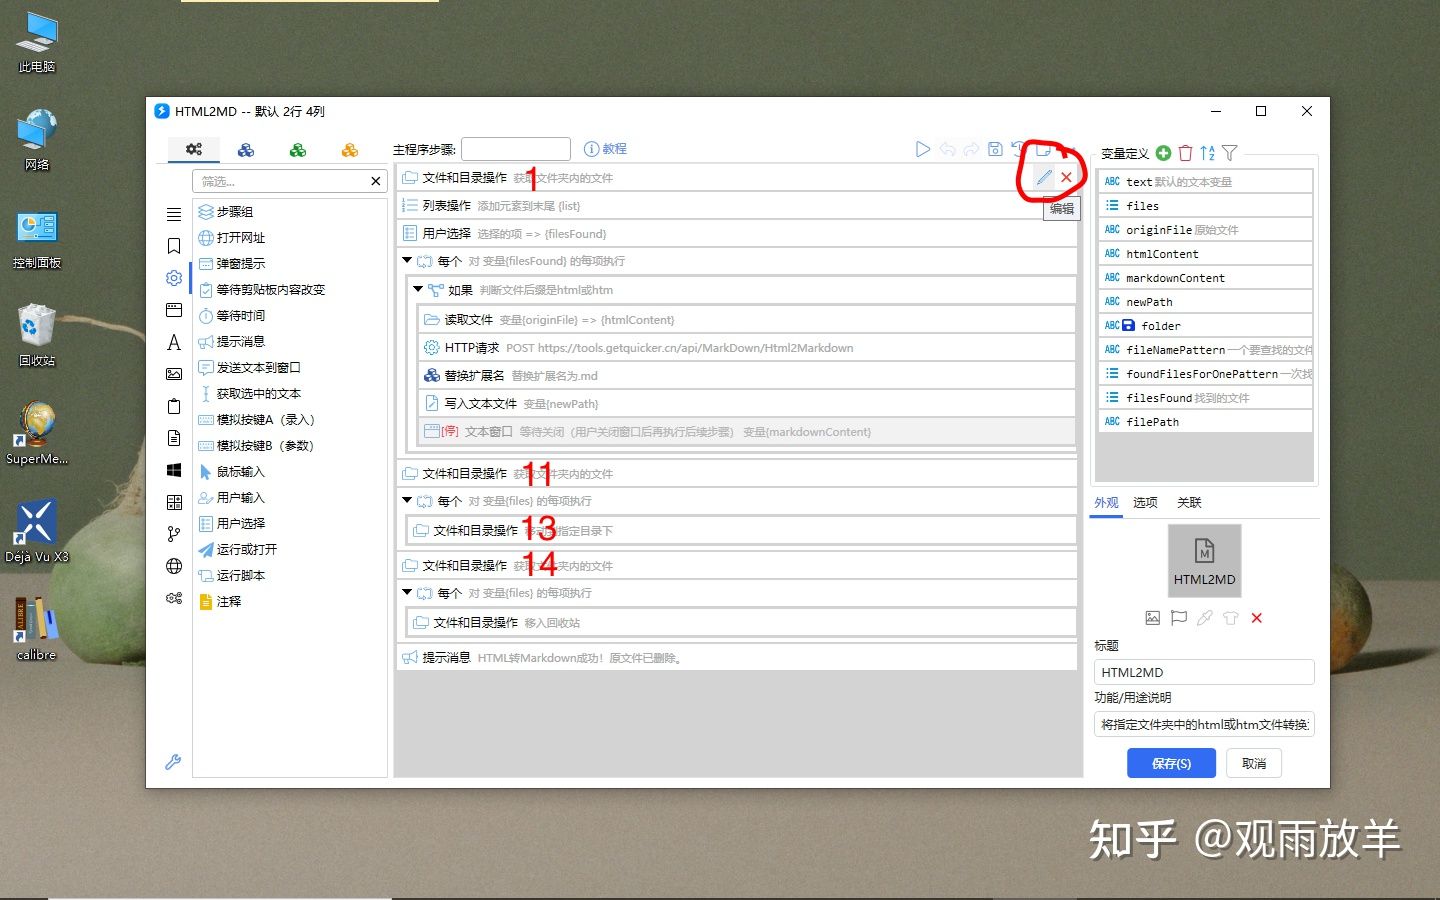 此电脑
网络
控制面板
回收站
SuperMe...
Déjà Vu X3
calibre
HTML2MD -- 默认 2行 4列
主程序步骤:
教程
筛选...
步骤组
打开网址
弹窗提示
等待剪贴板内容改变
等待时间
提示消息
发送文本到窗口
获取选中的文本
模拟按键A（录入）
模拟按键B（参数）
鼠标输入
用户输入
用户选择
运行或打开
运行脚本
注释
文件和目录操作 获取文件夹内的文件
1
编辑
列表操作 添加元素到末尾 {list}
用户选择 选择的项 => {filesFound}
每个 对 变量{filesFound} 的每项执行
如果 判断文件后缀是html或htm
读取文件 变量{originFile} => {htmlContent}
HTTP请求 POST https://tools.getquicker.cn/api/MarkDown/Html2Markdown
替换扩展名 替换扩展名为.md
写入文本文件 变量{newPath}
[停] 文本窗口 等待关闭（用户关闭窗口后再执行后续步骤） 变量{markdownContent}
文件和目录操作 获取文件夹内的文件
11
每个 对 变量{files} 的每项执行
文件和目录操作 移动到指定目录下
13
文件和目录操作 获取文件夹内的文件
14
每个 对 变量{files} 的每项执行
文件和目录操作 移入回收站
提示消息 HTML转Markdown成功！原文件已删除。
变量定义
ABC text 默认的文本变量
files
ABC originFile 原始文件
ABC htmlContent
ABC markdownContent
ABC newPath
ABC folder
ABC fileNamePattern 一个要查找的文件
foundFilesForOnePattern 一次找
filesFound 找到的文件
ABC filePath
外观 选项 关联
HTML2MD
标题
HTML2MD
功能/用途说明
将指定文件夹中的html或htm文件转换
保存(S) 取消
知乎 @观雨放羊